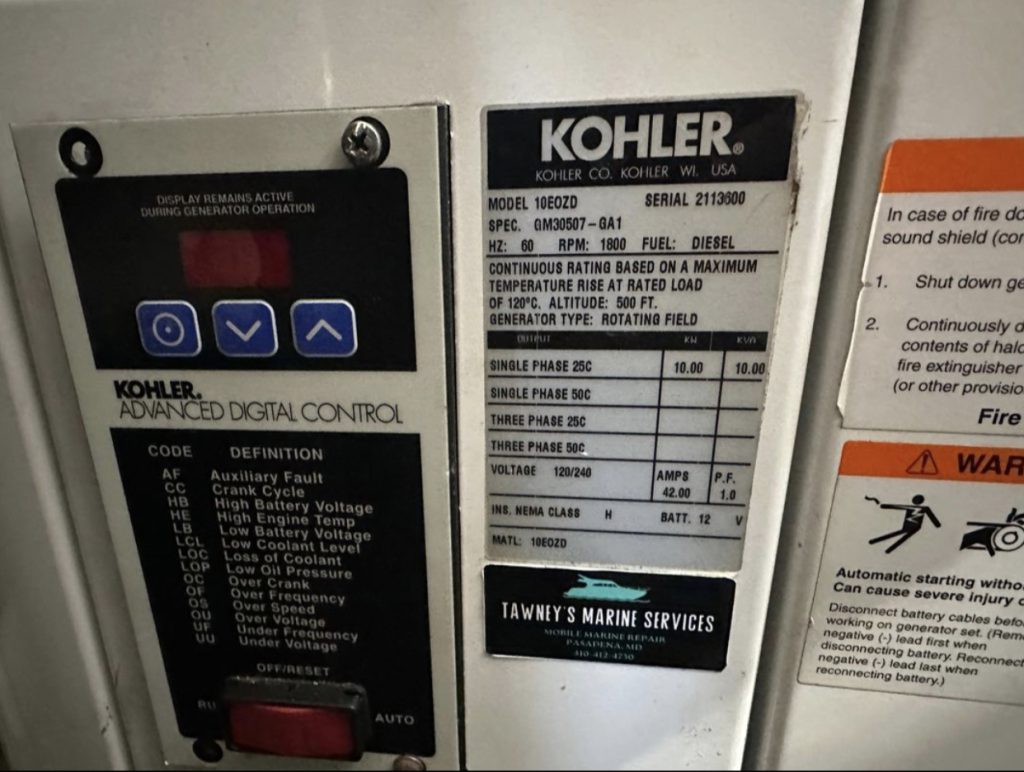 DISPLAY REMAINS ACTIVE
DURING GENERATOR OPERATION
KOHLER®
ADVANCED DIGITAL CONTROL
CODE DEFINITION
AF Auxiliary Fault
CC Crank Cycle
HB High Battery Voltage
HE High Engine Temp
LB Low Battery Voltage
LCL Low Coolant Level
LOC Loss of Coolant
LOP Low Oil Pressure
OC Over Crank
OF Over Frequency
OS Over Speed
OU Over Voltage
UF Under Frequency
UU Under Voltage
OFF/RESET
RU AUTO
KOHLER®
KOHLER CO. KOHLER WI. USA
MODEL 10EOZD SERIAL 2113600
SPEC. GM30507-GA1
HZ: 60 RPM: 1800 FUEL: DIESEL
CONTINUOUS RATING BASED ON A MAXIMUM
TEMPERATURE RISE AT RATED LOAD
OF 120°C. ALTITUDE: 500 FT.
GENERATOR TYPE: ROTATING FIELD
OUTPUT KW KVA
SINGLE PHASE 25C 10.00 10.00
SINGLE PHASE 50C
THREE PHASE 25C
THREE PHASE 50C
VOLTAGE 120/240 AMPS P.F.
42.00 1.0
INS. NEMA CLASS H BATT. 12 V
MATL: 10EOZD
TAWNEY'S MARINE SERVICES
MOBILE MARINE REPAIR
PASADENA, MD
410-412-4750
In case of fire do
sound shield (cor
1. Shut down ge
2. Continuously d
contents of halo
fire extinguisher
(or other provisio
Fire
WAR
Automatic starting witho
Can cause severe injury o
Disconnect battery cables befo
working on generator set. (Rem
negative (-) lead first when
disconnecting battery. Reconnect
negative (-) lead last when
reconnecting battery.)